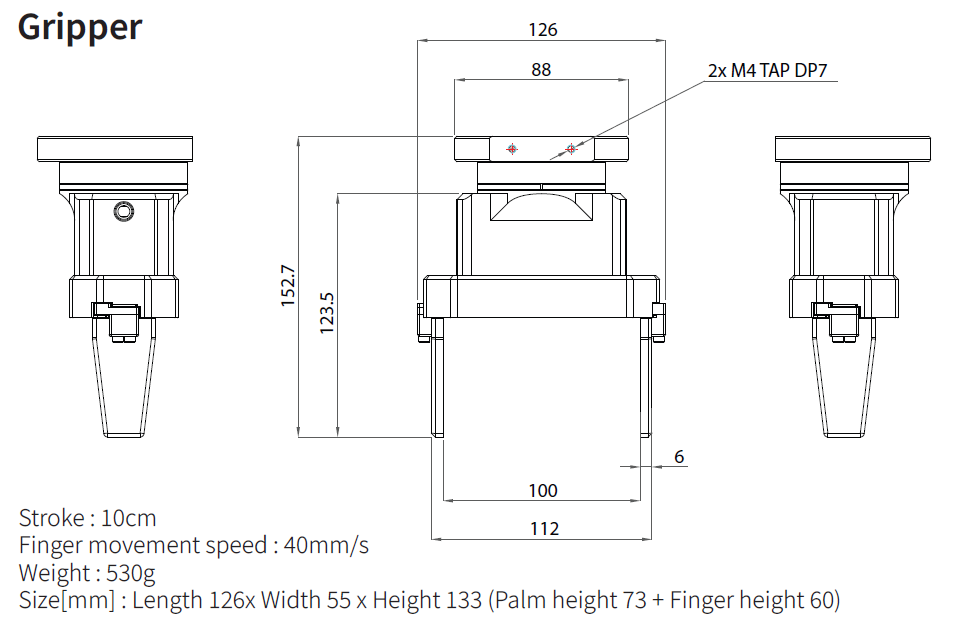 Gripper
126
88
2x M4 TAP DP7
152.7
123.5
6
100
112
Stroke : 10cm
Finger movement speed : 40mm/s
Weight : 530g
Size[mm] : Length 126x Width 55 x Height 133 (Palm height 73 + Finger height 60)